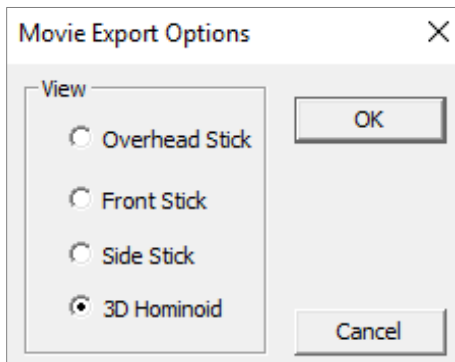 Movie Export Options
View
Overhead Stick
Front Stick
Side Stick
3D Hominoid
OK
Cancel